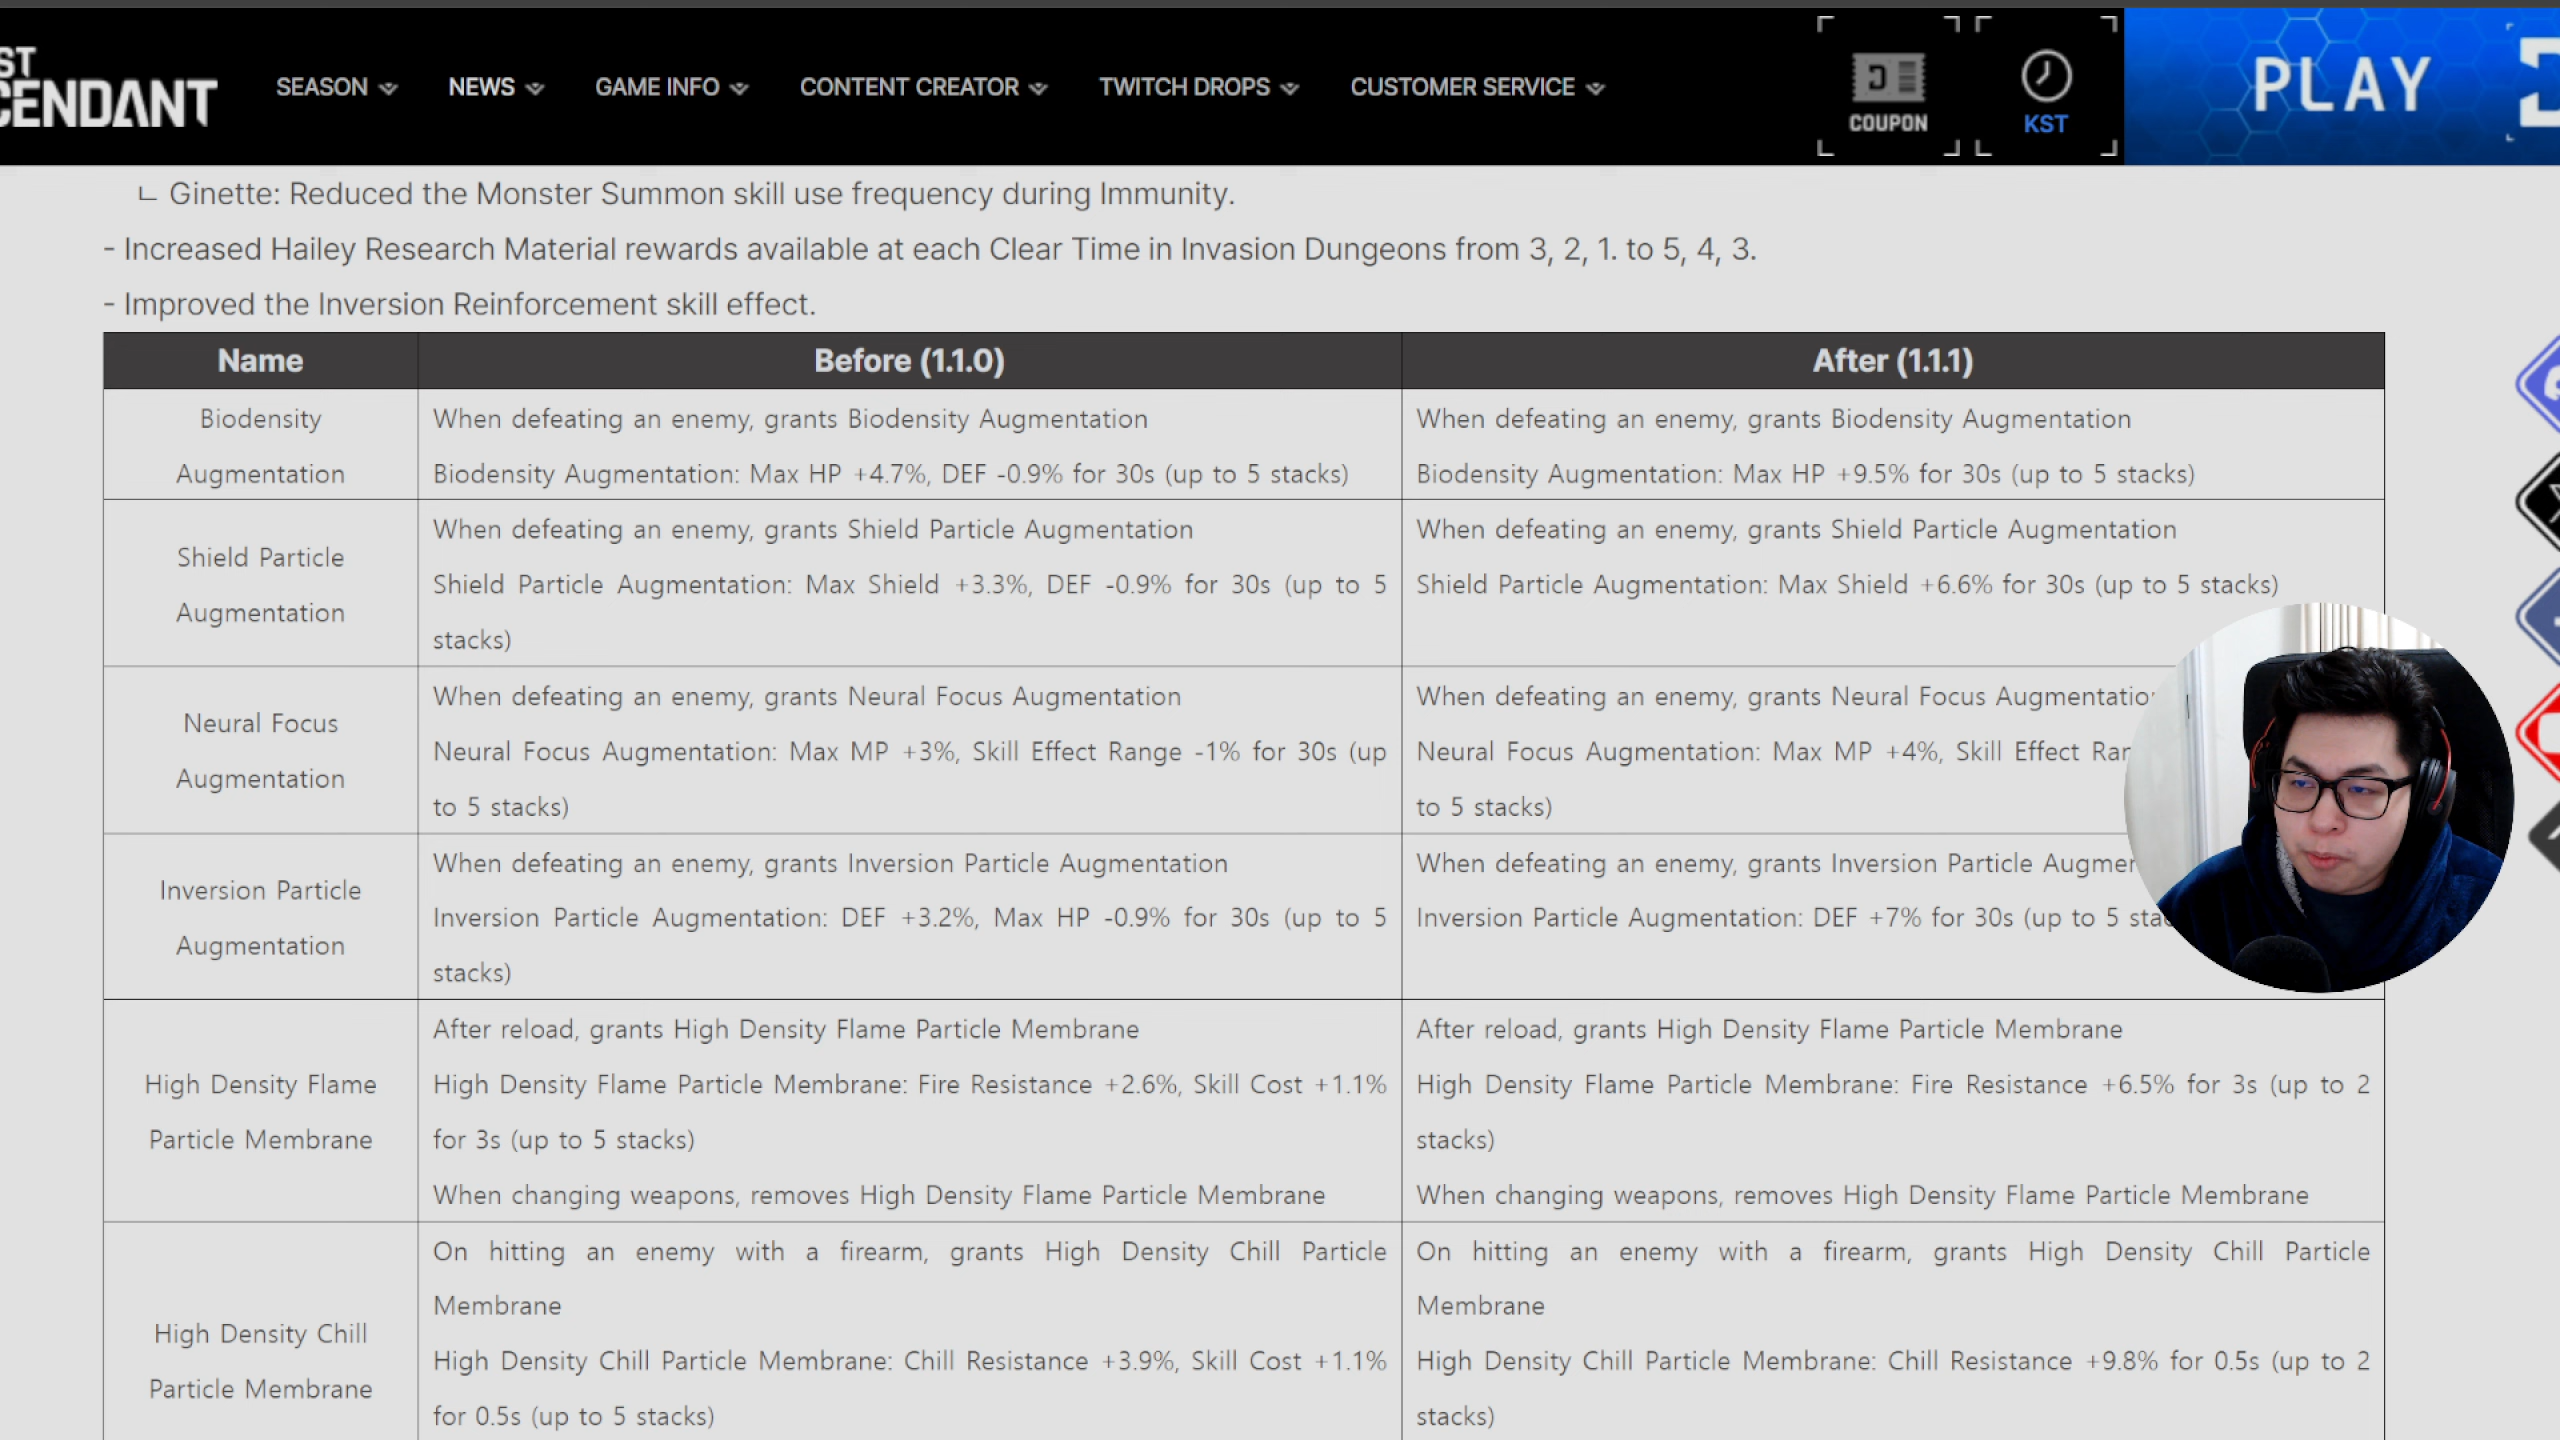 ST
CENDANT
SEASON
NEWS
GAME INFO
CONTENT CREATOR
TWITCH DROPS
CUSTOMER SERVICE
COUPON
KST
PLAY
ㄴ Ginette: Reduced the Monster Summon skill use frequency during Immunity.
- Increased Hailey Research Material rewards available at each Clear Time in Invasion Dungeons from 3, 2, 1. to 5, 4, 3.
- Improved the Inversion Reinforcement skill effect.
Name
Before (1.1.0)
After (1.1.1)
Biodensity
Augmentation
When defeating an enemy, grants Biodensity Augmentation
Biodensity Augmentation: Max HP +4.7%, DEF -0.9% for 30s (up to 5 stacks)
When defeating an enemy, grants Biodensity Augmentation
Biodensity Augmentation: Max HP +9.5% for 30s (up to 5 stacks)
Shield Particle
Augmentation
When defeating an enemy, grants Shield Particle Augmentation
Shield Particle Augmentation: Max Shield +3.3%, DEF -0.9% for 30s (up to 5
stacks)
When defeating an enemy, grants Shield Particle Augmentation
Shield Particle Augmentation: Max Shield +6.6% for 30s (up to 5 stacks)
Neural Focus
Augmentation
When defeating an enemy, grants Neural Focus Augmentation
Neural Focus Augmentation: Max MP +3%, Skill Effect Range -1% for 30s (up
to 5 stacks)
When defeating an enemy, grants Neural Focus Augmentatio
Neural Focus Augmentation: Max MP +4%, Skill Effect Ran
to 5 stacks)
Inversion Particle
Augmentation
When defeating an enemy, grants Inversion Particle Augmentation
Inversion Particle Augmentation: DEF +3.2%, Max HP -0.9% for 30s (up to 5
stacks)
When defeating an enemy, grants Inversion Particle Augmen
Inversion Particle Augmentation: DEF +7% for 30s (up to 5 sta
High Density Flame
Particle Membrane
After reload, grants High Density Flame Particle Membrane
High Density Flame Particle Membrane: Fire Resistance +2.6%, Skill Cost +1.1%
for 3s (up to 5 stacks)
When changing weapons, removes High Density Flame Particle Membrane
After reload, grants High Density Flame Particle Membrane
High Density Flame Particle Membrane: Fire Resistance +6.5% for 3s (up to 2
stacks)
When changing weapons, removes High Density Flame Particle Membrane
High Density Chill
Particle Membrane
On hitting an enemy with a firearm, grants High Density Chill Particle
Membrane
High Density Chill Particle Membrane: Chill Resistance +3.9%, Skill Cost +1.1%
for 0.5s (up to 5 stacks)
On hitting an enemy with a firearm, grants High Density Chill Particle
Membrane
High Density Chill Particle Membrane: Chill Resistance +9.8% for 0.5s (up to 2
stacks)